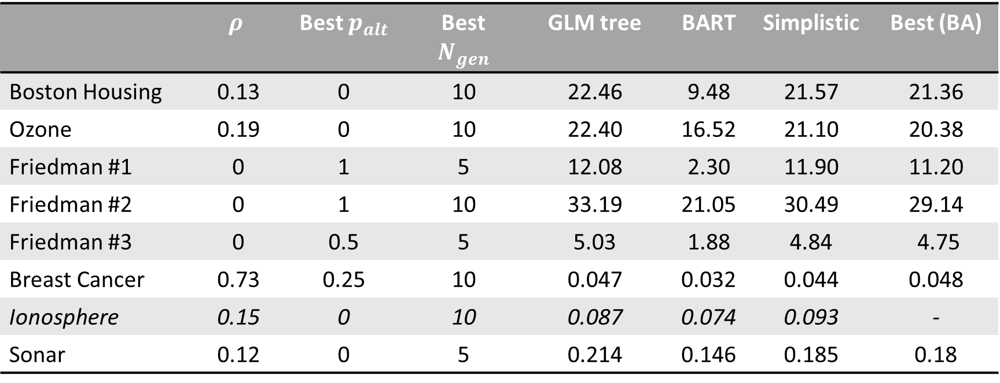 ρ Best p_alt Best N_gen GLM tree BART Simplistic Best (BA)
Boston Housing 0.13 0 10 22.46 9.48 21.57 21.36
Ozone 0.19 0 10 22.40 16.52 21.10 20.38
Friedman #1 0 1 5 12.08 2.30 11.90 11.20
Friedman #2 0 1 10 33.19 21.05 30.49 29.14
Friedman #3 0 0.5 5 5.03 1.88 4.84 4.75
Breast Cancer 0.73 0.25 10 0.047 0.032 0.044 0.048
Ionosphere 0.15 0 10 0.087 0.074 0.093 -
Sonar 0.12 0 5 0.214 0.146 0.185 0.18